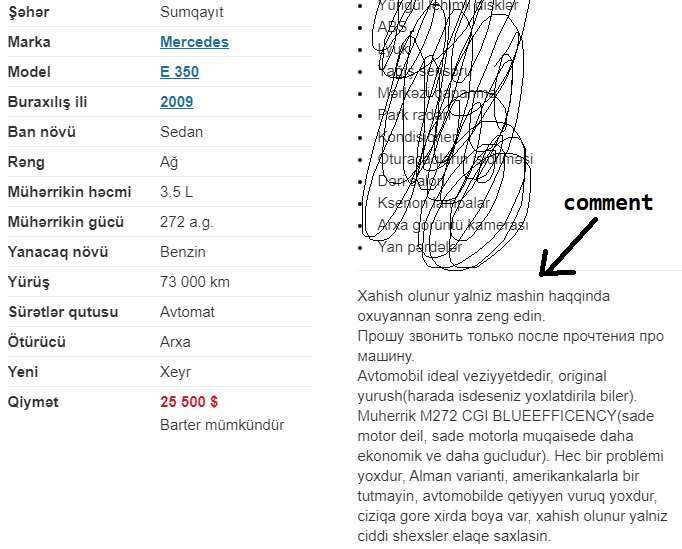 Şəhər Sumqayıt
Marka Mercedes
Model E 350
Buraxılış ili 2009
Ban növü Sedan
Rəng Ağ
Mühərrikin həcmi 3.5 L
Mühərrikin gücü 272 a.g.
Yanacaq növü Benzin
Yürüş 73 000 km
Sürətlər qutusu Avtomat
Ötürücü Arxa
Yeni Xeyr
Qiymət 25 500 $
Barter mümkündür
Yüngül lehimli disklər
ABS
Lyuk
Yağış sensoru
Mərkəzi qapanma
Park radarı
Kondisioner
Oturacaqların isidilməsi
Dəri salon
Ksenon lampalar
Arxa görüntü kamerası
Yan pərdələr
comment
Xahish olunur yalniz mashin haqqinda
oxuyannan sonra zeng edin.
Прошу звонить только после прочтения про
машину.
Avtomobil ideal veziyyetdedir, original
yurush(harada isdeseniz yoxlatdirila biler).
Muherrik M272 CGI BLUEEFFICENCY(sade
motor deil, sade motorla muqaisede daha
ekonomik ve daha gucludur). Hec bir problemi
yoxdur, Alman varianti, amerikankalarla bir
tutmayin, avtomobilde qetiyyen vuruq yoxdur,
ciziqa gore xirda boya var, xahish olunur yalniz
ciddi shexsler elaqe saxlasin.